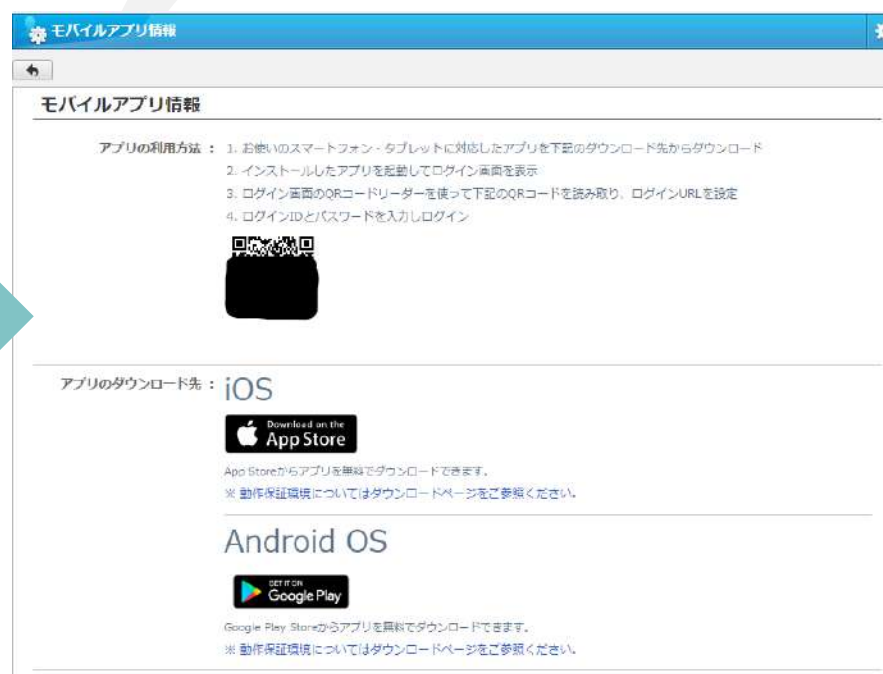 モバイルアプリ情報
モバイルアプリ情報
アプリの利用方法 : 1. お使いのスマートフォン・タブレットに対応したアプリを下記のダウンロード先からダウンロード
2. インストールしたアプリを起動してログイン画面を表示
3. ログイン画面のQRコードリーダーを使って下記のQRコードを読み取り、ログインURLを設定
4. ログインIDとパスワードを入力しログイン
アプリのダウンロード先 : iOS
Download on the
App Store
App Storeからアプリを無料でダウンロードできます。
※ 動作保証環境についてはダウンロードページをご参照ください。
Android OS
GET IT ON
Google Play
Google Play Storeからアプリを無料でダウンロードできます。
※ 動作保証環境についてはダウンロードページをご参照ください。